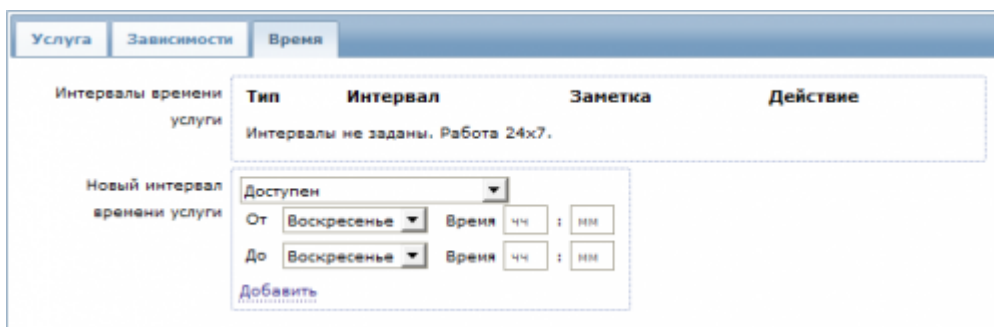 Услуга Зависимости Время
Интервалы времени услуги
Тип Интервал Заметка Действие
Интервалы не заданы. Работа 24x7.
Новый интервал времени услуги
Доступен
От Воскресенье Время чч : мм
До Воскресенье Время чч : мм
Добавить